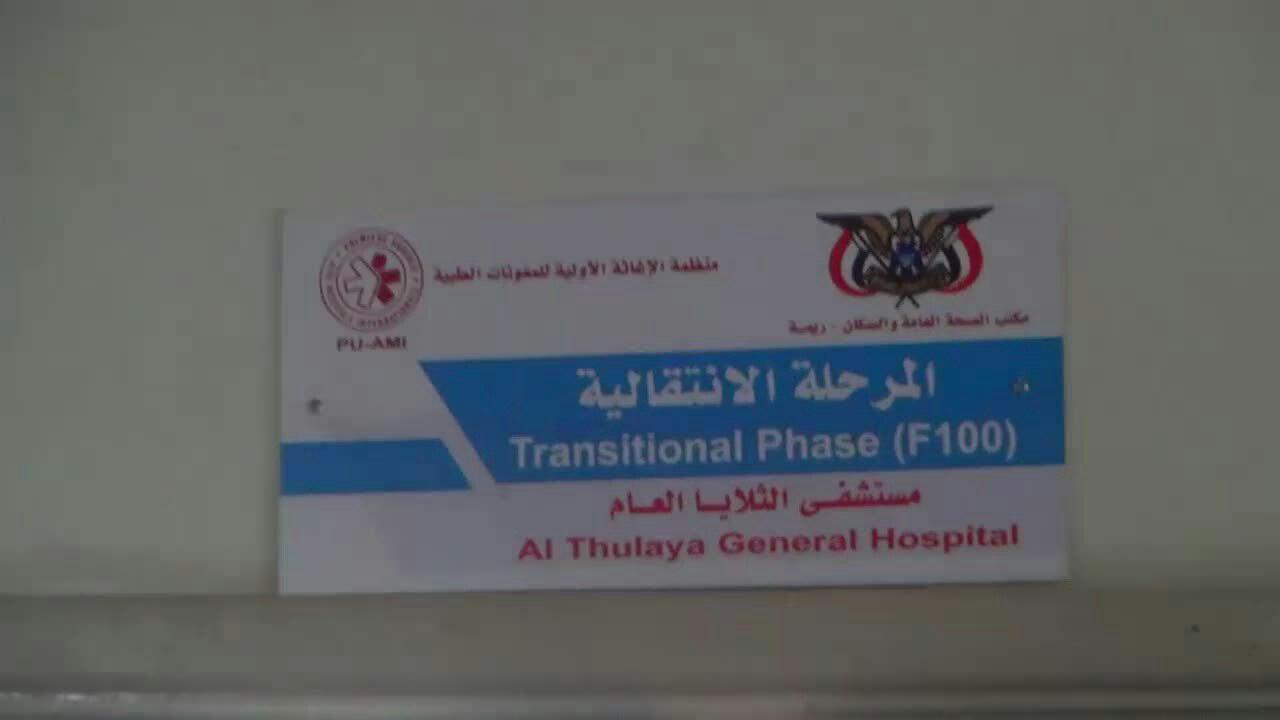 منظمة الإغاثة الأولية للمعونات الطبية
PU-AMI
مكتب الصحة العامة والسكان - ريمة
المرحلة الانتقالية
Transitional Phase (F100)
مستشفى الثلايا العام
Al Thulaya General Hospital